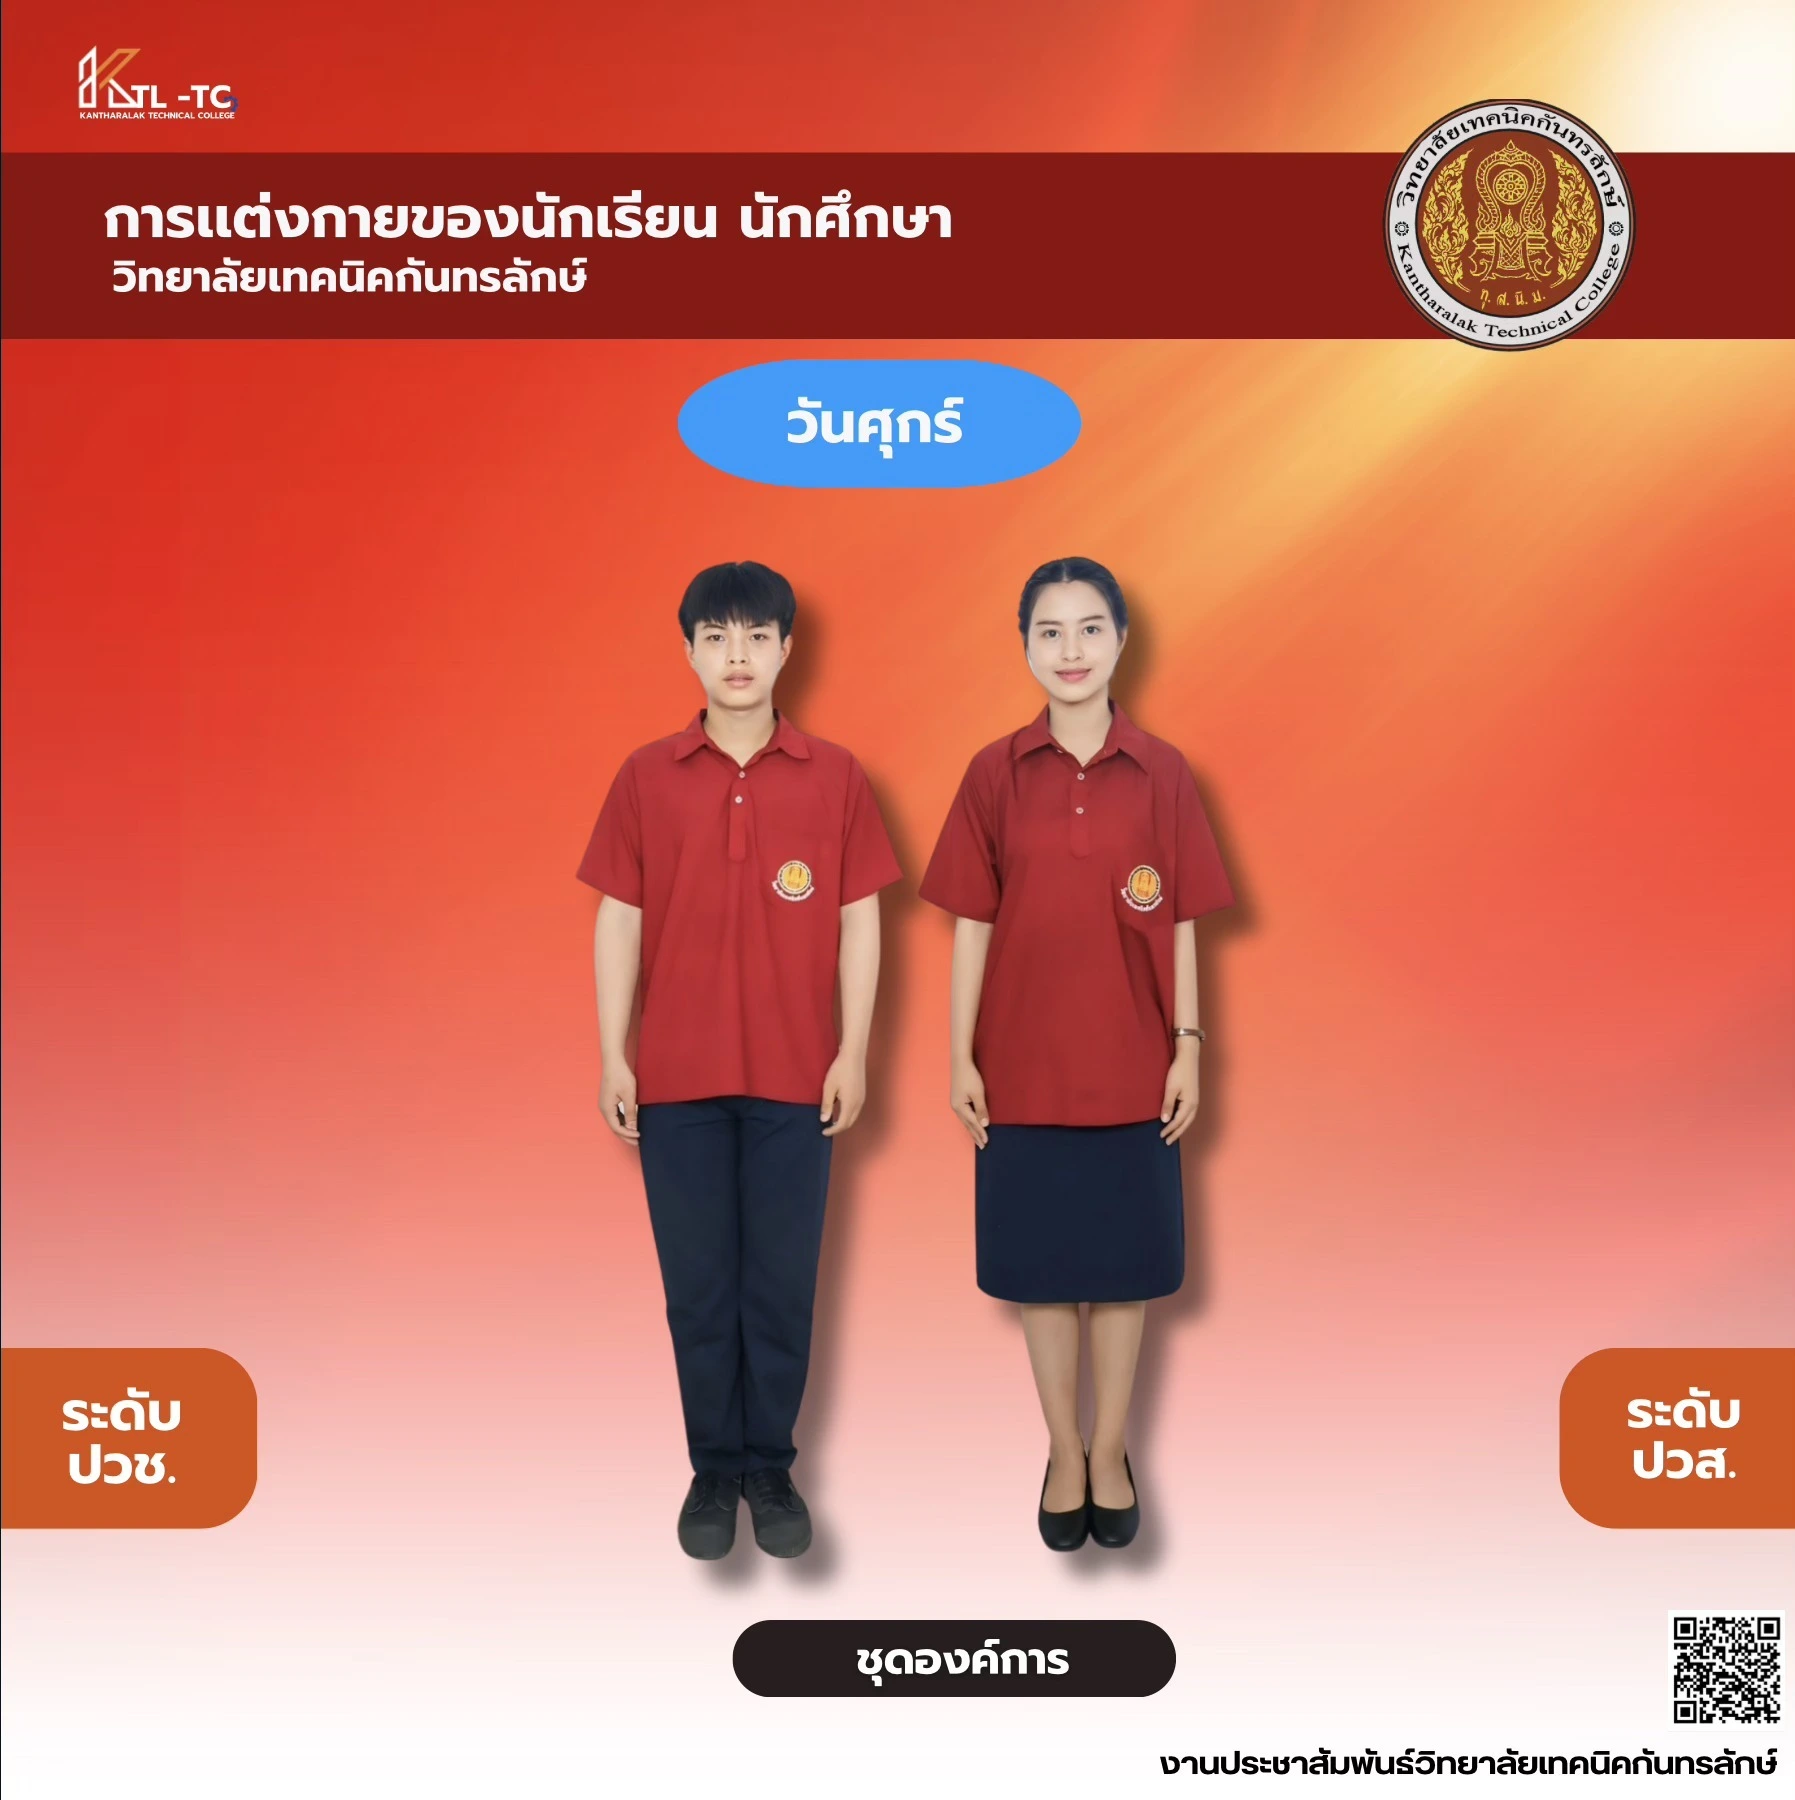 KTL -TC
KANTHARALAK TECHNICAL COLLEGE
วิทยาลัยเทคนิคกันทรลักษ์
ทุ. ส. นิ. ม.
Kantharalak Technical College
การแต่งกายของนักเรียน นักศึกษา
วิทยาลัยเทคนิคกันทรลักษ์
วันศุกร์
ระดับ
ปวช.
ระดับ
ปวส.
ชุดองค์การ
งานประชาสัมพันธ์วิทยาลัยเทคนิคกันทรลักษ์